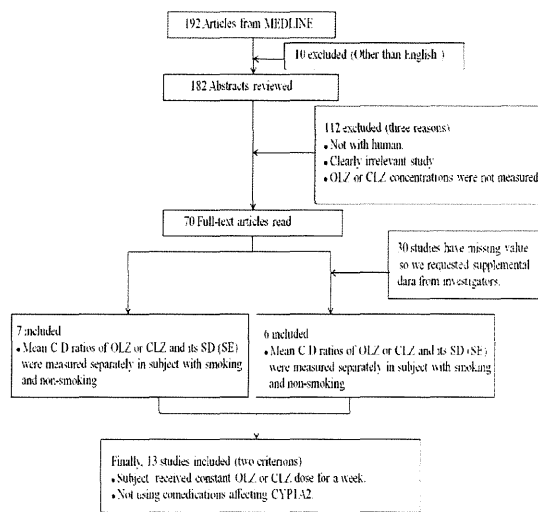 192 Articles from MEDLINE
10 excluded (Other than English )
182 Abstracts reviewed
112 excluded (three reasons)
• Not with human.
• Clearly irrelevant study
• OLZ or CLZ concentrations were not measured
70 Full-text articles read
30 studies have missing value
so we requested supplemental
dara from investigators.
7 included
• Mean C D ratios of OLZ or CLZ and its SD (SE)
were measured separately in subject with smoking
and non-smoking
6 included
• Mean C D ratios of OLZ or CLZ and its SD (SE)
were measured separately in subject with smoking
and non-smoking
Finally, 13 studies included (two criterions)
• Subject received constant OLZ or CLZ dose for a week.
• Not using comedications affecting CYP1A2.